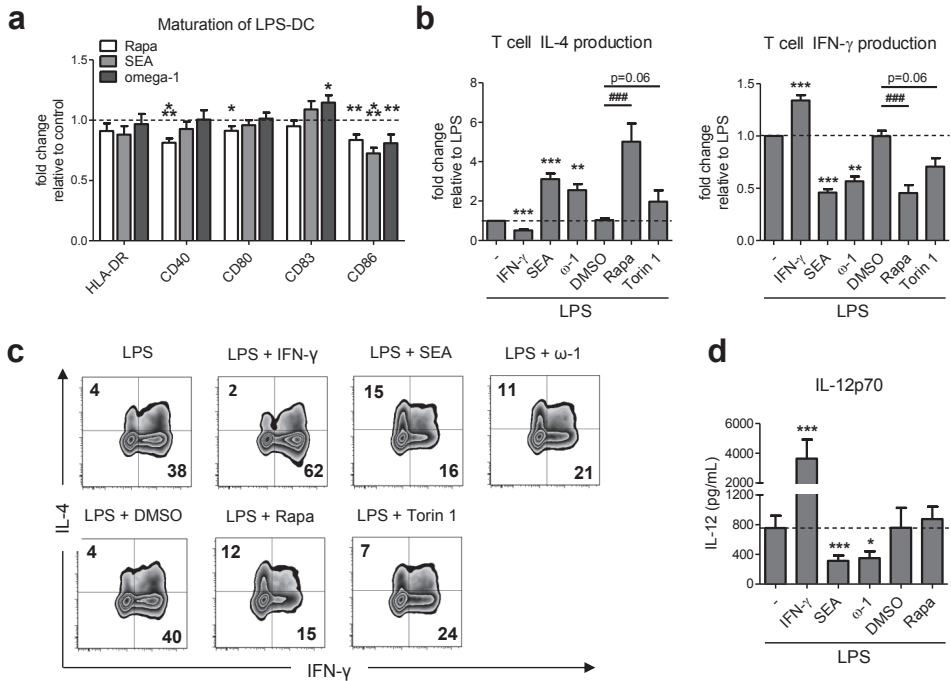 a
Maturation of LPS-DC
Rapa
SEA
omega-1
fold change
relative to control
1.5
1.0
0.5
0.0
*
**
*
*
**
*
**
**
HLA-DR
CD40
CD80
CD83
CD86
b
T cell IL-4 production
fold change
relative to LPS
8
6
4
2
0
***
***
**
###
p=0.06
- IFN-γ SEA ω-1 DMSO Rapa Torin 1
LPS
T cell IFN-γ production
fold change
relative to LPS
1.5
1.0
0.5
0.0
***
***
**
###
p=0.06
- IFN-γ SEA ω-1 DMSO Rapa Torin 1
LPS
c
LPS
4
38
LPS + IFN-γ
2
62
LPS + SEA
15
16
LPS + ω-1
11
21
LPS + DMSO
4
40
LPS + Rapa
12
15
LPS + Torin 1
7
24
IL-4
IFN-γ
d
IL-12p70
IL-12 (pg/mL)
6000
4000
2000
1200
800
400
0
***
***
*
- IFN-γ SEA ω-1 DMSO Rapa
LPS